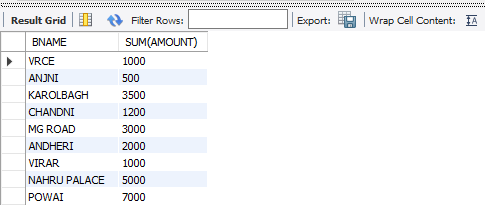 Result Grid Filter Rows: Export: Wrap Cell Content:
BNAME SUM(AMOUNT)
VRCE 1000
ANJNI 500
KAROLBAGH 3500
CHANDNI 1200
MG ROAD 3000
ANDHERI 2000
VIRAR 1000
NAHRU PALACE 5000
POWAI 7000